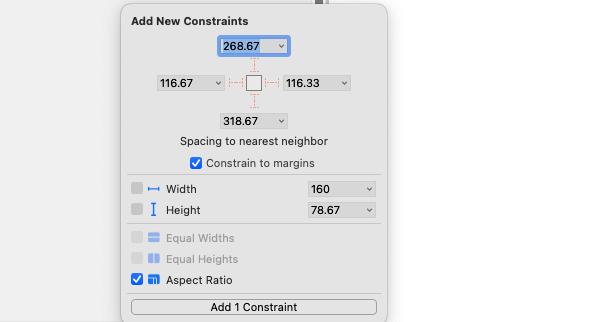 Add New Constraints
268.67
116.67
116.33
318.67
Spacing to nearest neighbor
Constrain to margins
Width 160
Height 78.67
Equal Widths
Equal Heights
Aspect Ratio
Add 1 Constraint